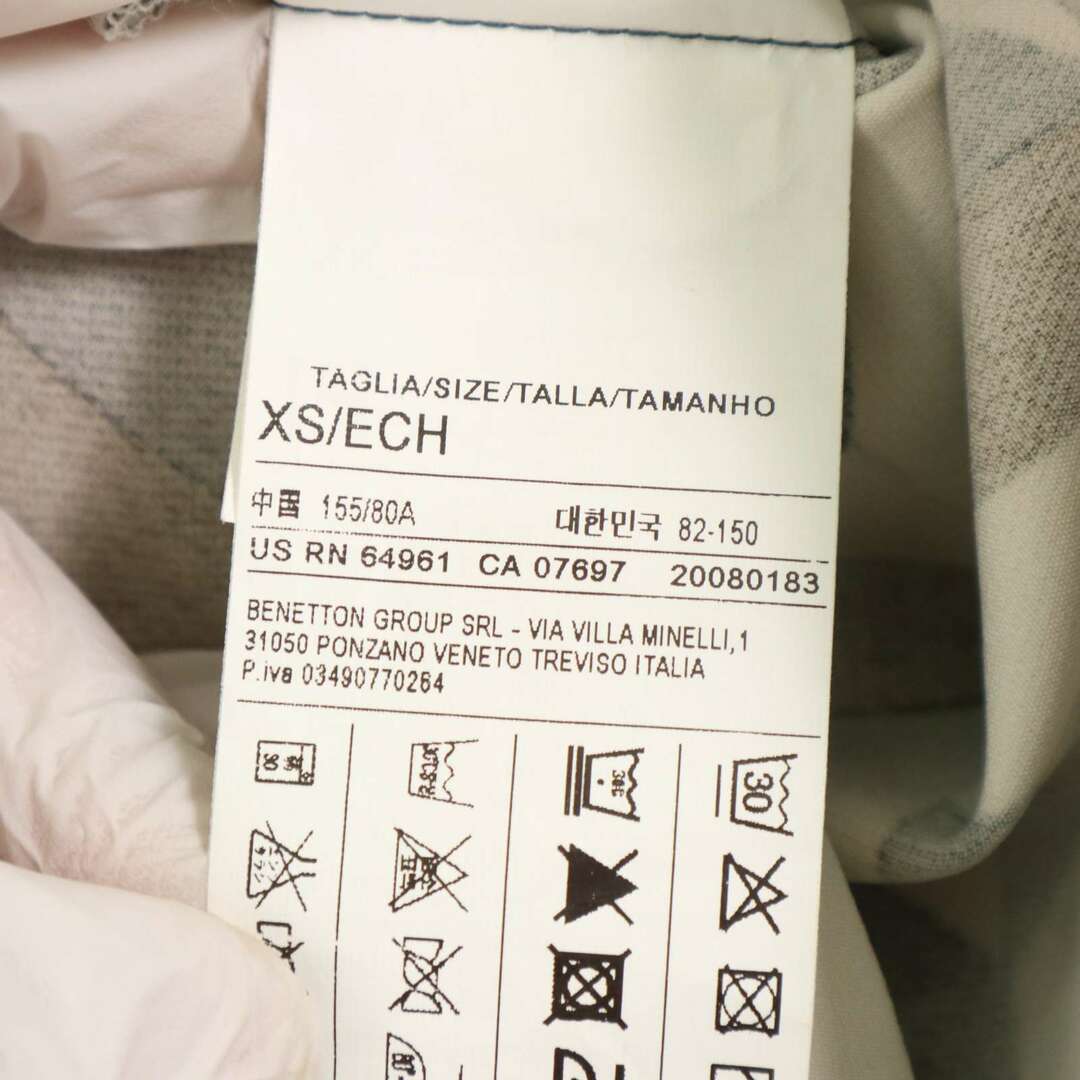 TAGLIA/SIZE/TALLA/TAMANHO
XS/ECH
中国 155/80A 대한민국 82-150
US RN 64961 CA 07697 20080183
BENETTON GROUP SRL - VIA VILLA MINELLI,1
31050 PONZANO VENETO TREVISO ITALIA
P.iva 03490770264
30